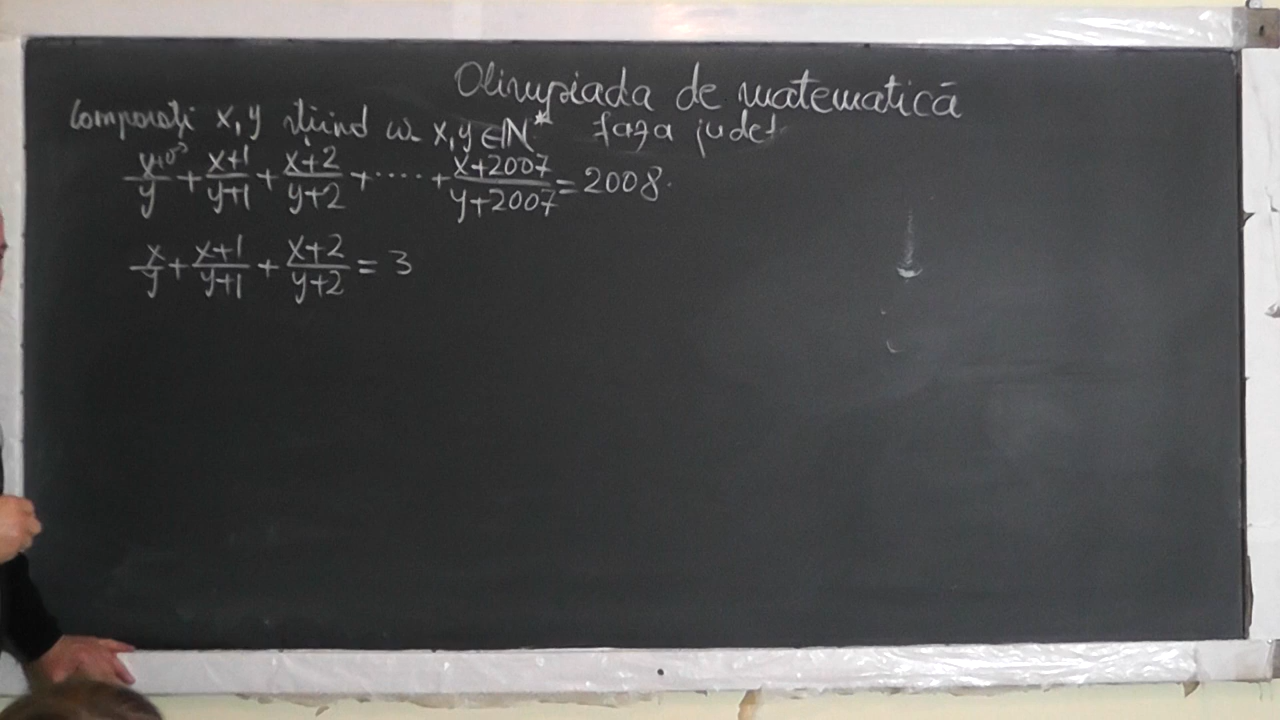 Olimpiada de matematică
Comparați x, y știind că x, y ∈ ℕ* faza județ
x+0/y + x+1/y+1 + x+2/y+2 + ..... + x+2007/y+2007 = 2008.
x/y + x+1/y+1 + x+2/y+2 = 3